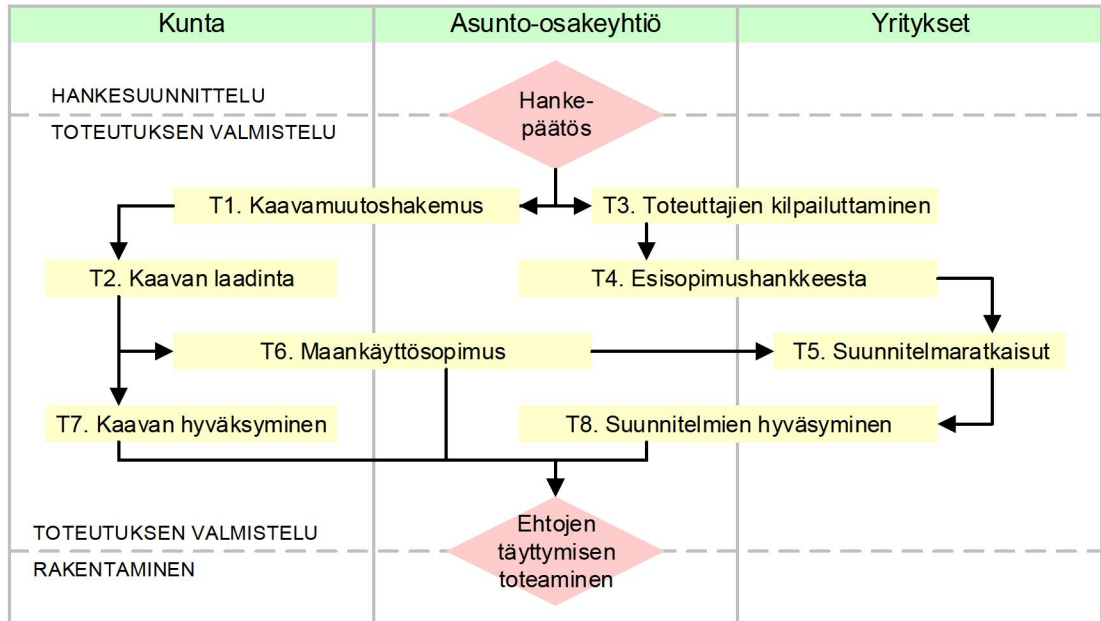 Kunta
Asunto-osakeyhtiö
Yritykset
HANKESUUNNITTELU
Hanke-
päätös
TOTEUTUKSEN VALMISTELU
T1. Kaavamuutoshakemus
T3. Toteuttajien kilpailuttaminen
T2. Kaavan laadinta
T4. Esisopimushankkeesta
T6. Maankäyttösopimus
T5. Suunnitelmaratkaisut
T7. Kaavan hyväksyminen
T8. Suunnitelmien hyväsyminen
Ehtojen
täyttymisen
toteaminen
TOTEUTUKSEN VALMISTELU
RAKENTAMINEN